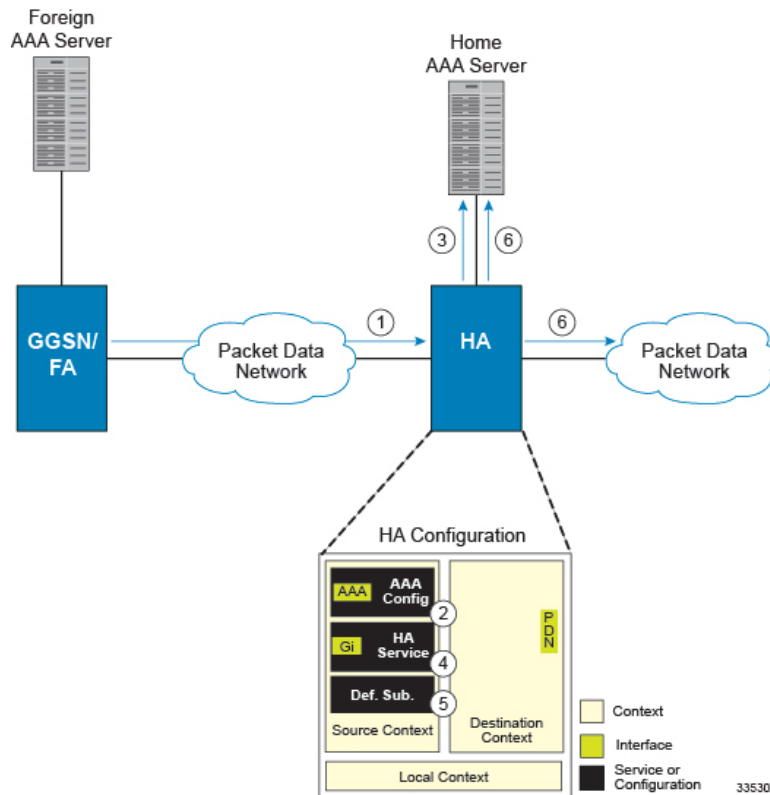 Foreign
AAA Server
Home
AAA Server
3
6
GGSN/
FA
Packet Data
Network
1
HA
6
Packet Data
Network
HA Configuration
AAA
AAA
Config
2
Gi
HA
Service
4
Def. Sub.
5
Source Context
PDN
Destination
Context
Local Context
Context
Interface
Service or
Configuration
33530